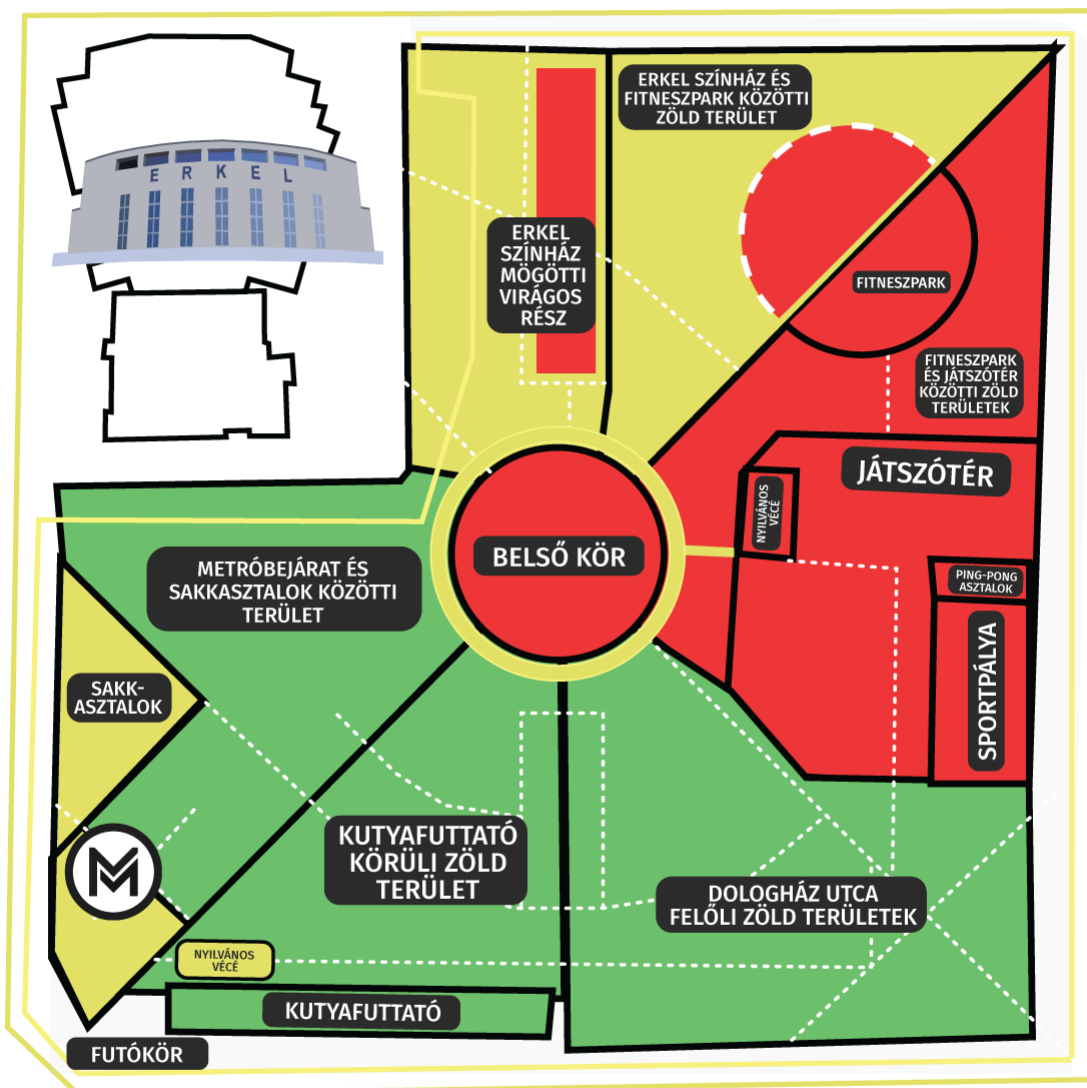 ERKEL
ERKEL SZÍNHÁZ ÉS
FITNESZPARK KÖZÖTTI
ZÖLD TERÜLET
ERKEL
SZÍNHÁZ
MÖGÖTTI
VIRÁGOS
RÉSZ
FITNESZPARK
FITNESZPARK
ÉS JÁTSZÓTÉR
KÖZÖTTI ZÖLD
TERÜLETEK
JÁTSZÓTÉR
NYILVÁNOS
VÉCÉ
BELSŐ KÖR
PING-PONG
ASZTALOK
SPORTPÁLYA
METRÓBEJÁRAT ÉS
SAKKASZTALOK KÖZÖTTI
TERÜLET
SAKK-
ASZTALOK
M
KUTYAFUTTATÓ
KÖRÜLI ZÖLD
TERÜLET
DOLOGHÁZ UTCA
FELŐLI ZÖLD TERÜLETEK
NYILVÁNOS
VÉCÉ
KUTYAFUTTATÓ
FUTÓKÖR